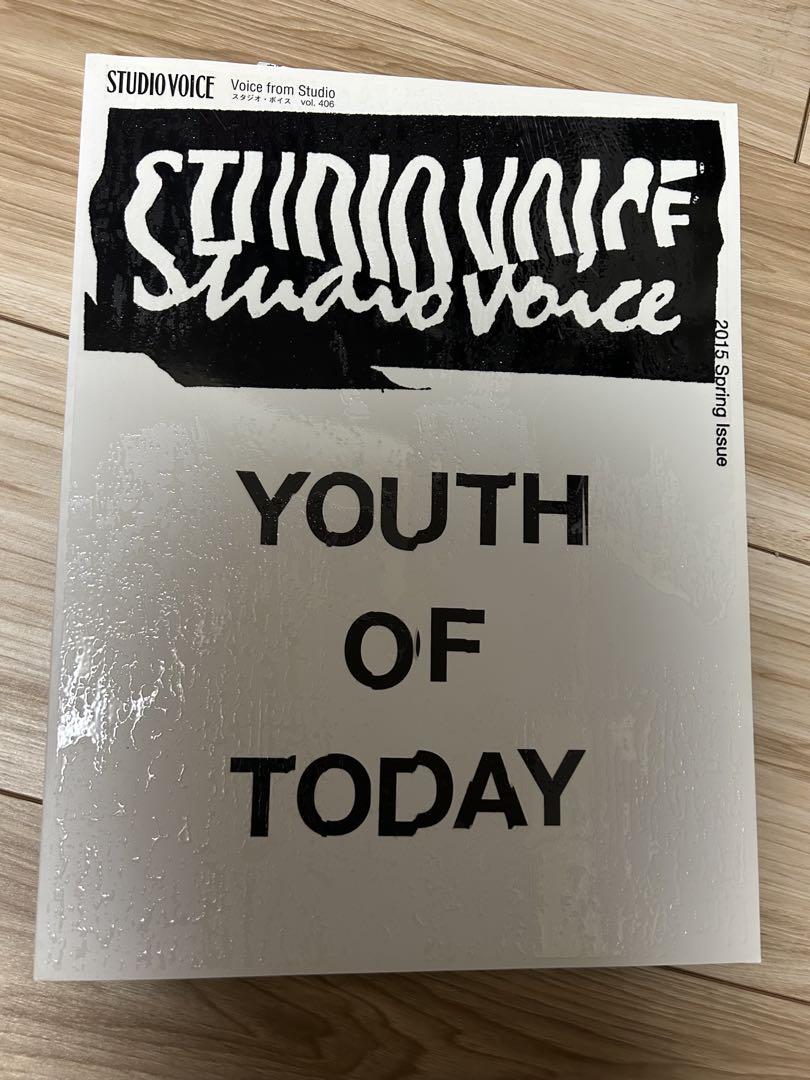 STUDIO VOICE Voice from Studio
スタジオ・ボイス vol. 406
STUDIO VOICE
Studio Voice
2015 Spring Issue
YOUTH
OF
TODAY